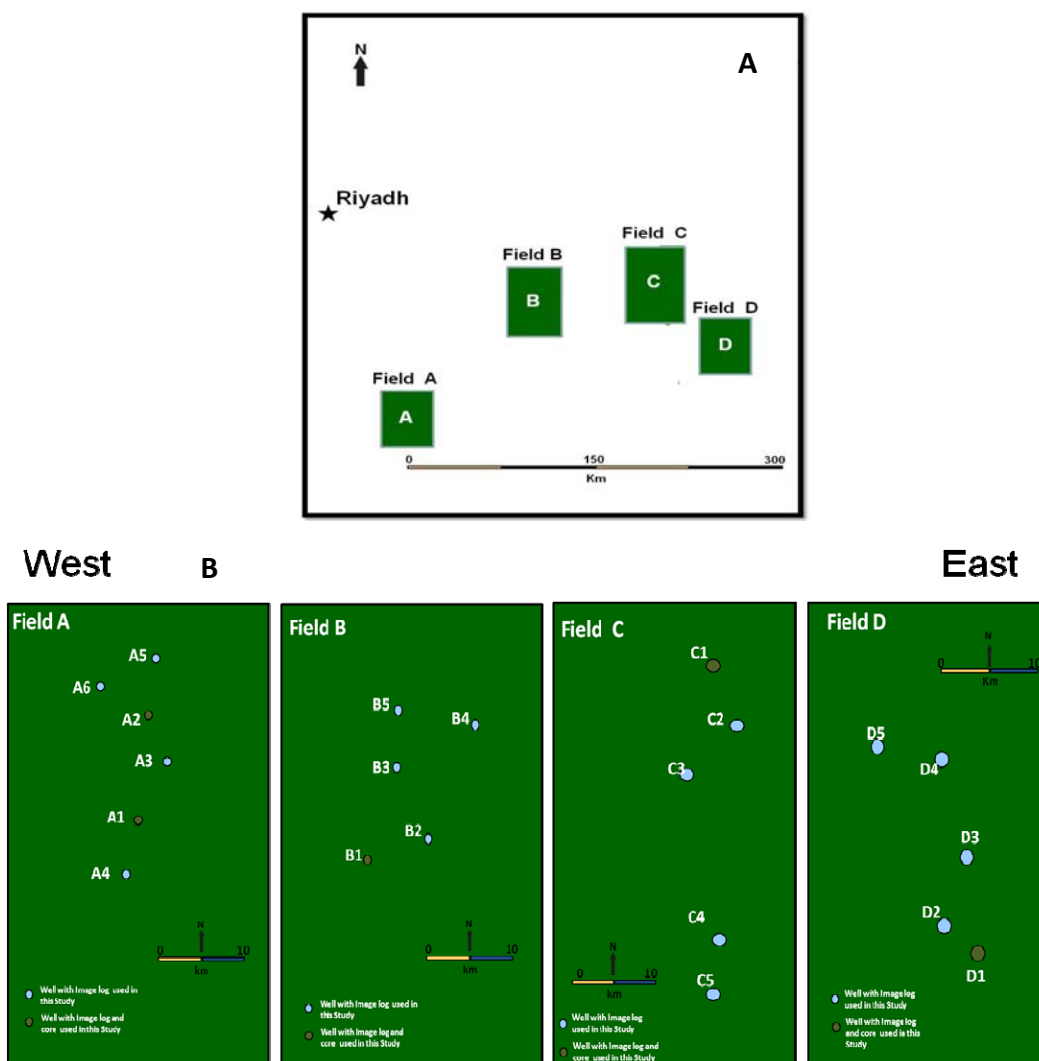 N
A
Riyadh
Field C
Field B
C
B
Field D
D
Field A
A
0 150 300
Km
West B East
Field A
A5
A6
A2
A3
A1
A4
N
0 10
km
Well with Image log used in
this Study
Well with Image log and
core used in this Study
Field B
B5
B4
B3
B2
B1
N
0 10
km
Well with Image log used in
this Study
Well with Image log and
core used in this Study
Field C
C1
C2
C3
C4
N
0 10
km
C5
Well with Image log
used in this Study
Well with Image log and
core used in this Study
Field D
N
0 10
Km
D5
D4
D3
D2
D1
Well with Image log
used in this Study
Well with Image log
and core used in this
Study